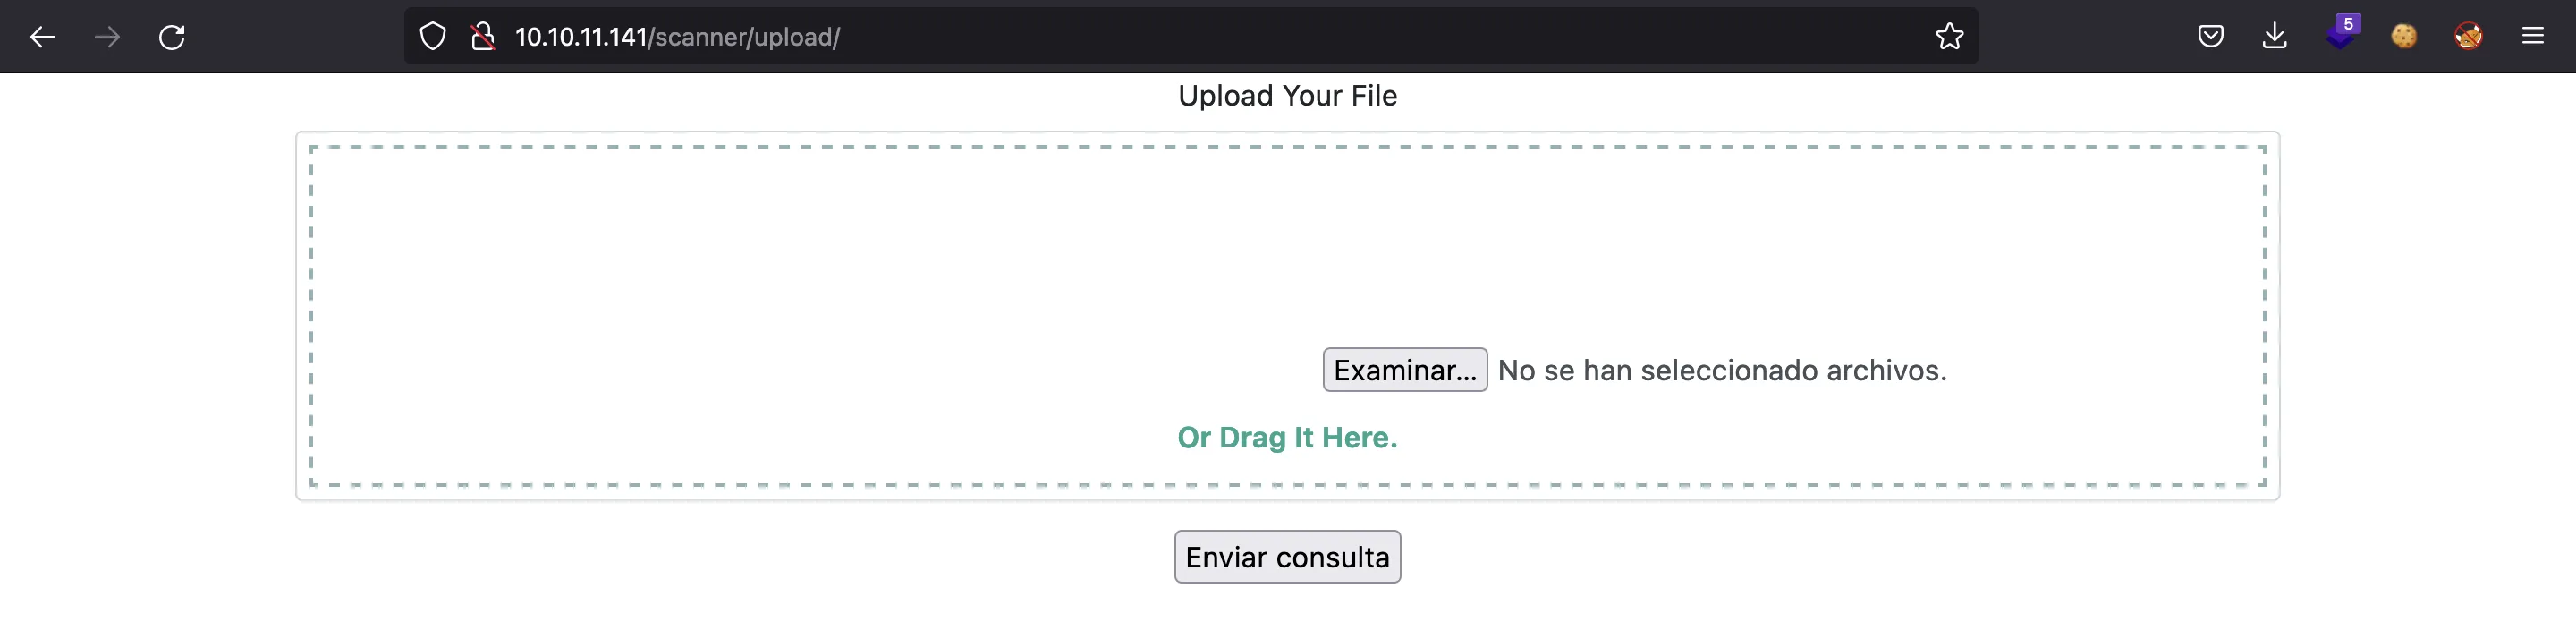 10.10.11.141/scanner/upload/
5
Upload Your File
Examinar... No se han seleccionado archivos.
Or Drag It Here.
Enviar consulta